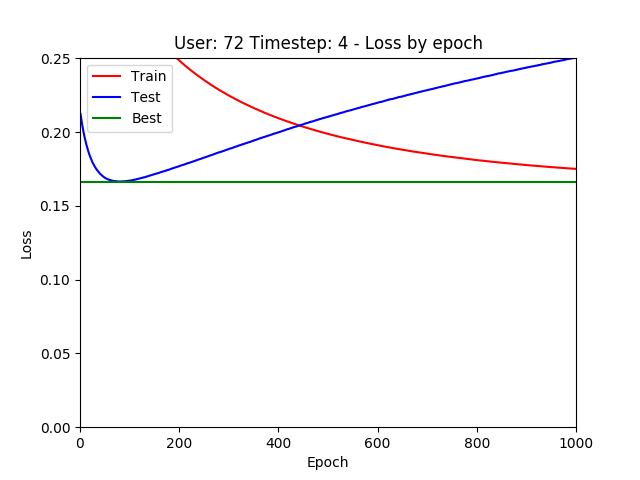 User: 72 Timestep: 4 - Loss by epoch
0.25
0.20
0.15
0.10
0.05
0.00
Loss
Train
Test
Best
0 200 400 600 800 1000
Epoch